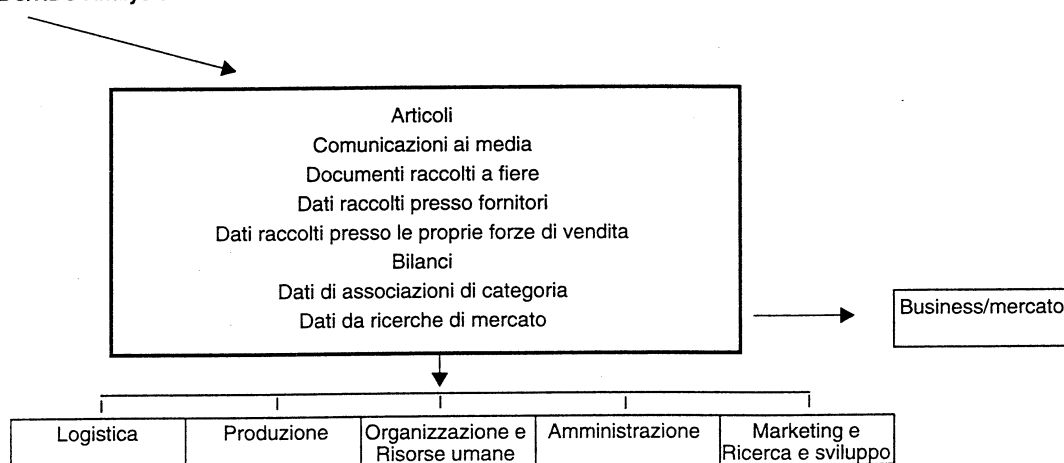 Articoli
Comunicazioni ai media
Documenti raccolti a fiere
Dati raccolti presso fornitori
Dati raccolti presso le proprie forze di vendita
Bilanci
Dati di associazioni di categoria
Dati da ricerche di mercato
Business/mercato
Logistica
Produzione
Organizzazione e
Risorse umane
Amministrazione
Marketing e
Ricerca e sviluppo